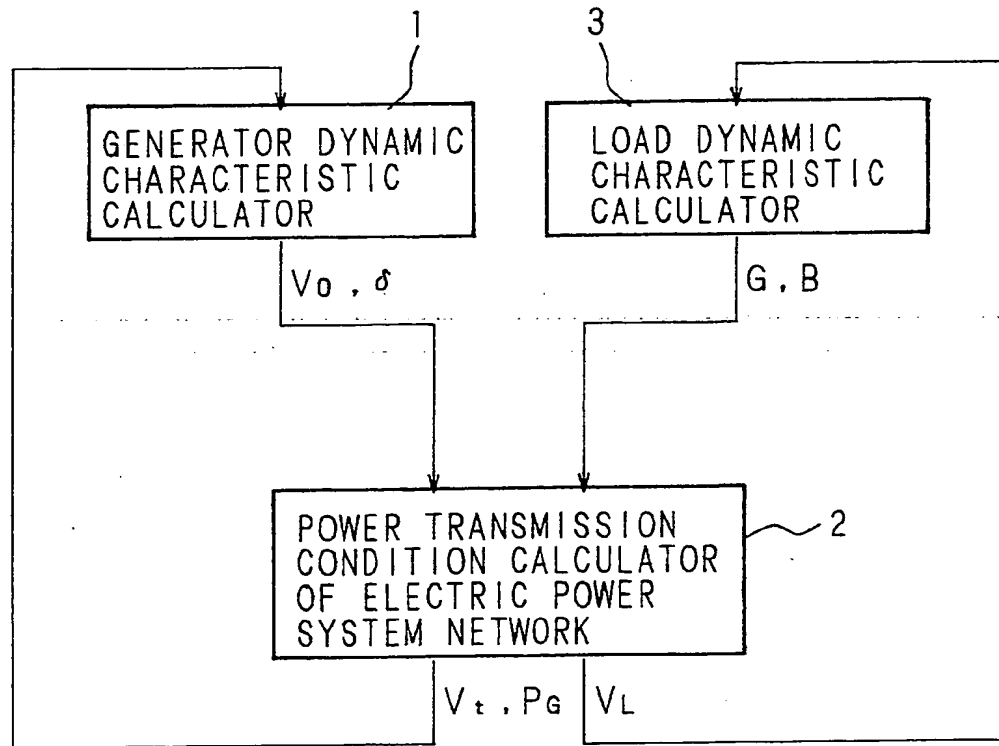 1
3
GENERATOR DYNAMIC
CHARACTERISTIC
CALCULATOR
LOAD DYNAMIC
CHARACTERISTIC
CALCULATOR
V0, δ
G, B
POWER TRANSMISSION
CONDITION CALCULATOR
OF ELECTRIC POWER
SYSTEM NETWORK
2
Vt, PG
VL